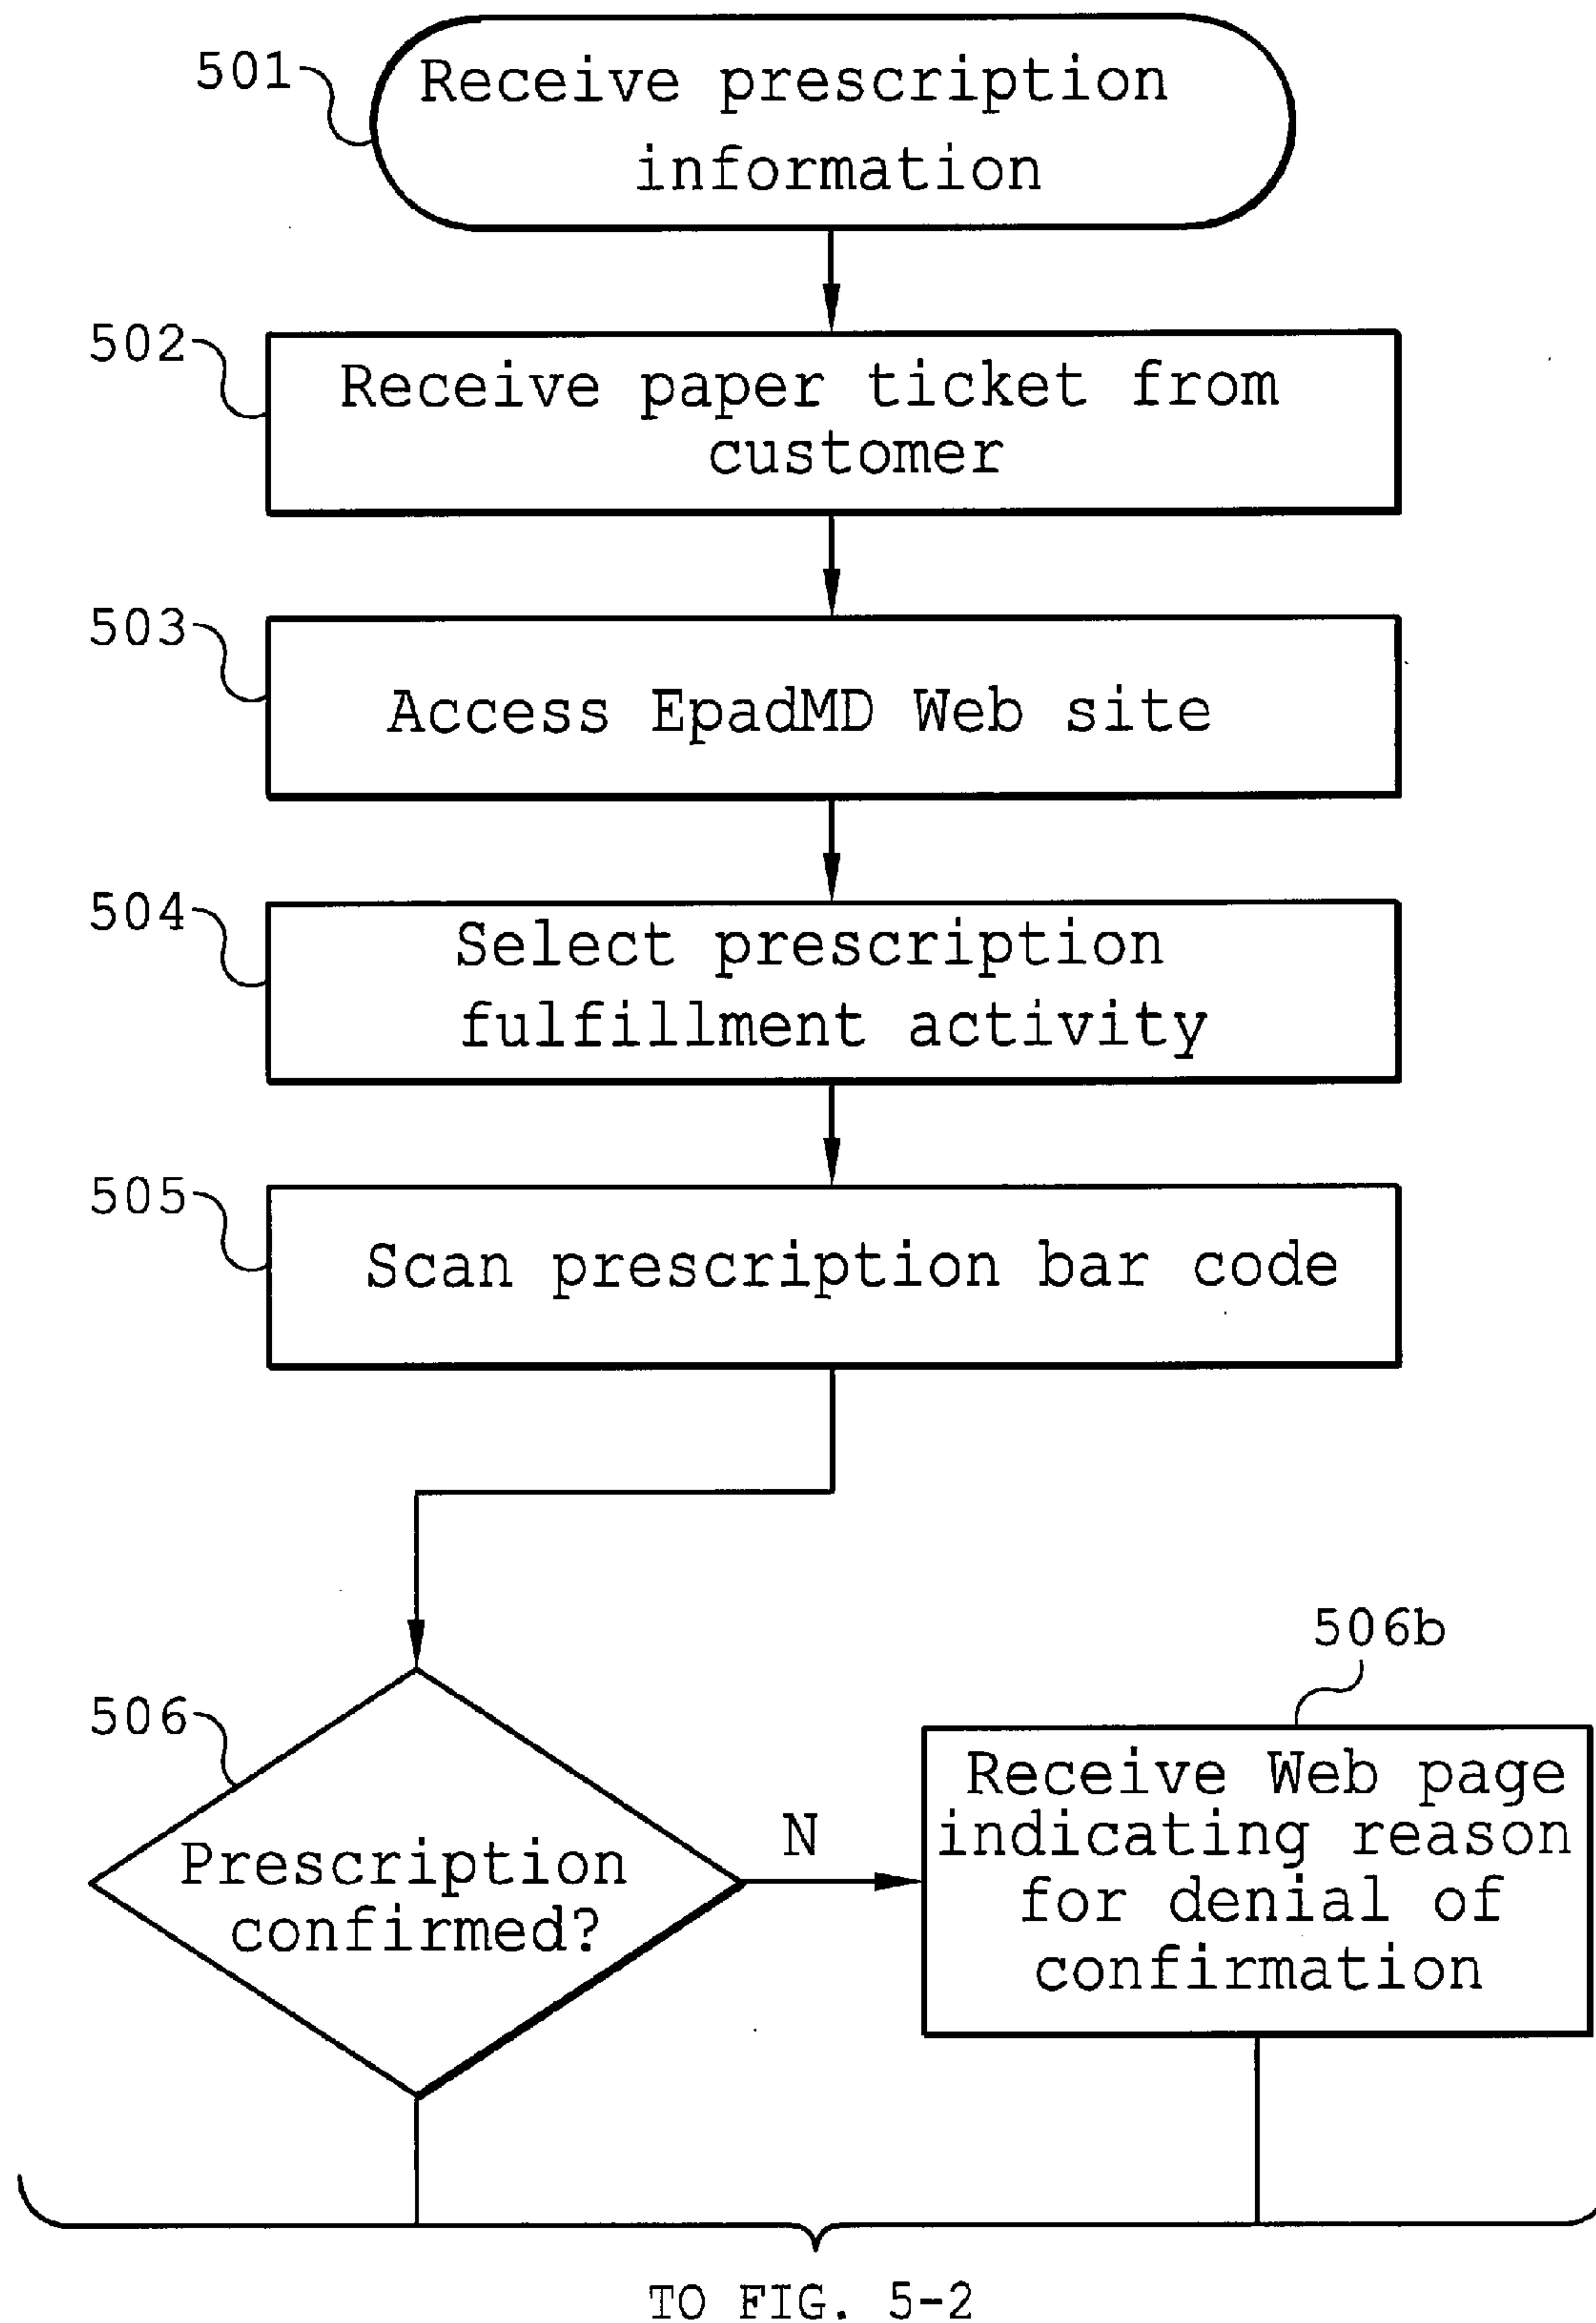 501
Receive prescription
information
502
Receive paper ticket from
customer
503
Access EpadMD Web site
504
Select prescription
fulfillment activity
505
Scan prescription bar code
506
Prescription
confirmed?
N
506b
Receive Web page
indicating reason
for denial of
confirmation
TO FIG. 5-2